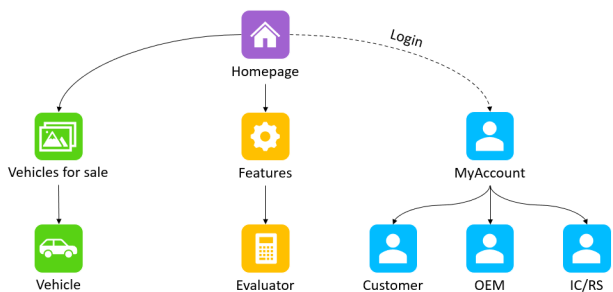 Login
Homepage
Vehicles for sale
Features
MyAccount
Vehicle
Evaluator
Customer
OEM
IC/RS